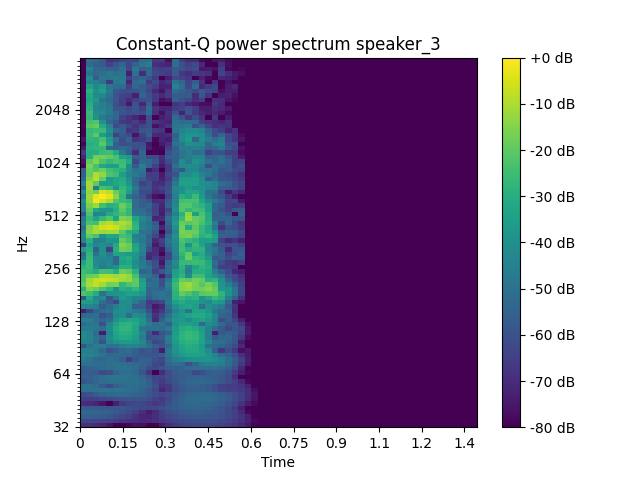 Constant-Q power spectrum speaker_3
+0 dB
2048
-10 dB
1024
-20 dB
512
-30 dB
Hz
-40 dB
256
-50 dB
128
-60 dB
64
-70 dB
32
-80 dB
0 0.15 0.3 0.45 0.6 0.75 0.9 1.1 1.2 1.4
Time